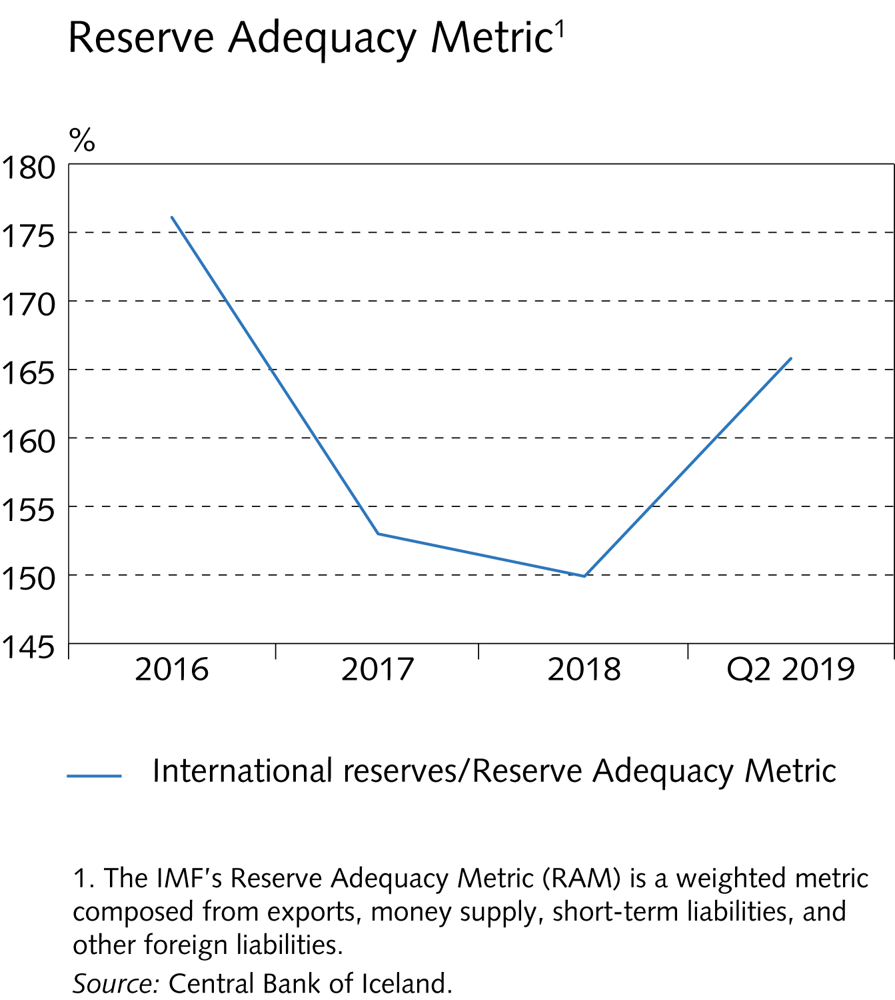 Reserve Adequacy Metric¹
%
180
175
170
165
160
155
150
145
2016 2017 2018 Q2 2019
International reserves/Reserve Adequacy Metric
1. The IMF's Reserve Adequacy Metric (RAM) is a weighted metric
composed from exports, money supply, short-term liabilities, and
other foreign liabilities.
Source: Central Bank of Iceland.